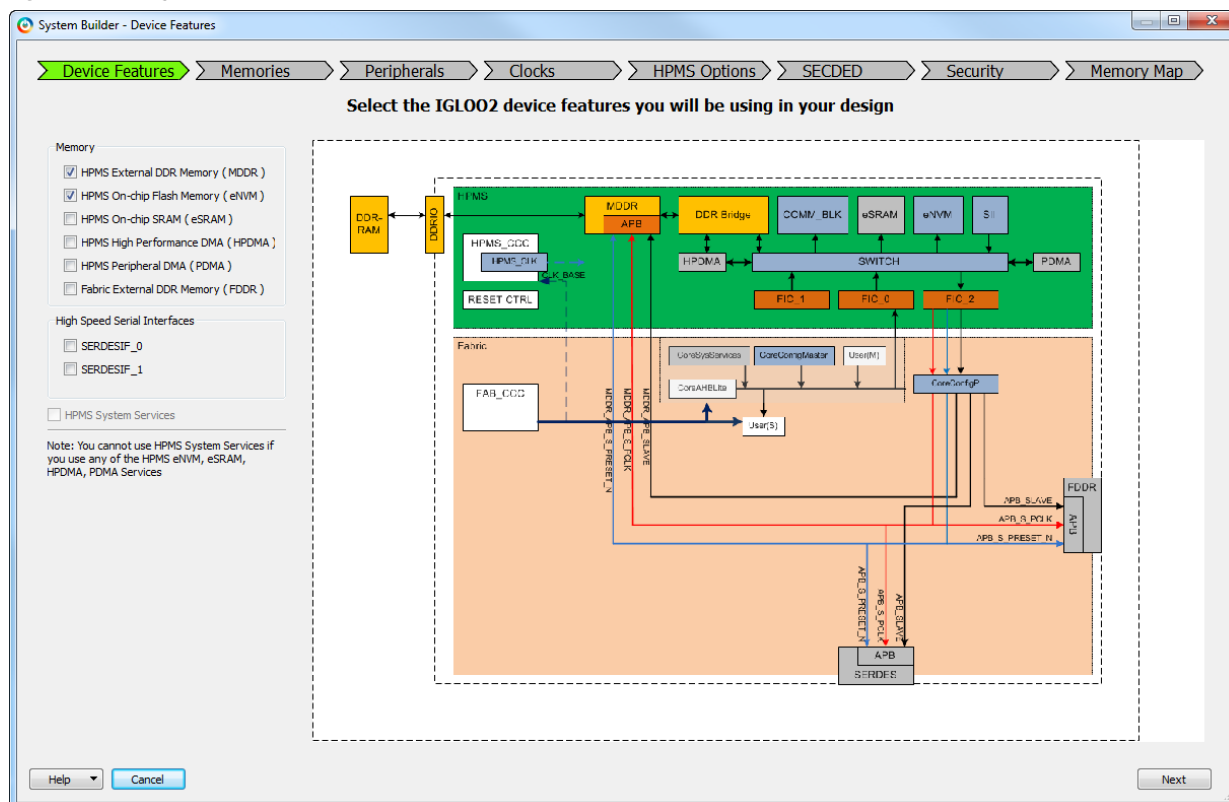 System Builder - Device Features
Device Features
Memories
Peripherals
Clocks
HPMS Options
SECDED
Security
Memory Map
Select the IGLOO2 device features you will be using in your design
Memory
HPMS External DDR Memory ( MDDR )
HPMS On-chip Flash Memory ( eNVM )
HPMS On-chip SRAM ( eSRAM )
HPMS High Performance DMA ( HPDMA )
HPMS Peripheral DMA ( PDMA )
Fabric External DDR Memory ( FDDR )
High Speed Serial Interfaces
SERDESIF_0
SERDESIF_1
HPMS System Services
Note: You cannot use HPMS System Services if
you use any of the HPMS eNVM, eSRAM,
HPDMA, PDMA Services
HPMS
DDR-
RAM
DDRIO
MDDR
APB
DDR Bridge
COMM_BLK
eSRAM
eNVM
HPMS_CCC
HPMS_CLK
CLK_BASE
RESET CTRL
HPDMA
SWITCH
PDMA
FIC_1
FIC_0
FIC_2
Fabric
CoreSysServices
CoreConfigMaster
User(M)
CoreAHBLite
CoreConfigP
FAB_CCC
User(S)
MDDR_APB_S_PRESET_N
MDDR_APB_S_PCLK
MDDR_APB_SLAVE
FDDR
APB
APB_SLAVE
APB_S_PCLK
APB_S_PRESET_N
APB_S_PRESET_N
APB_S_PCLK
APB_SLAVE
APB
SERDES
Help
Cancel
Next